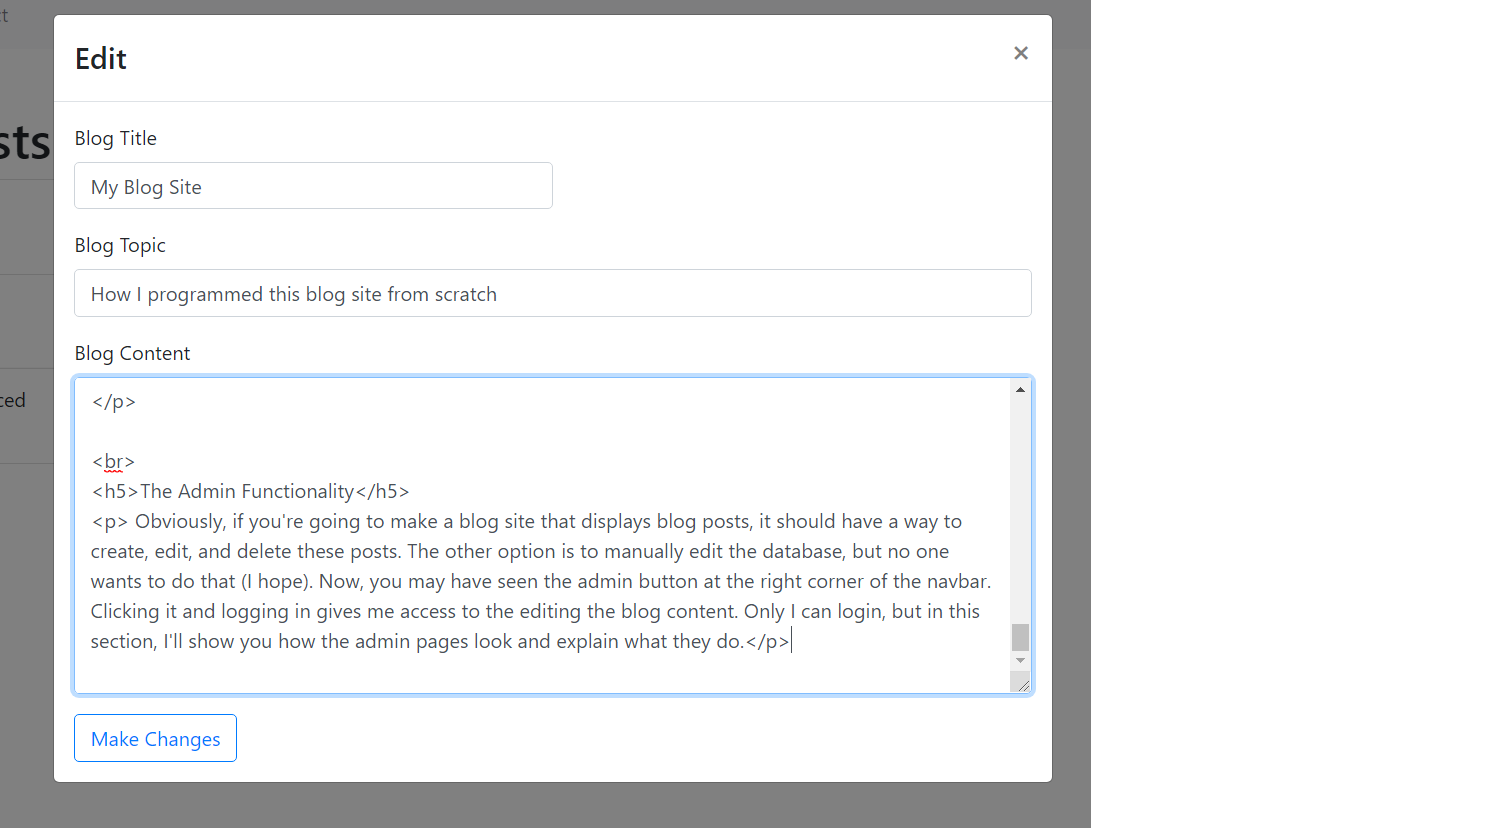 ct
Edit
×
sts
Blog Title
My Blog Site
Blog Topic
How I programmed this blog site from scratch
Blog Content
</p>
<br>
<h5>The Admin Functionality</h5>
<p> Obviously, if you're going to make a blog site that displays blog posts, it should have a way to
create, edit, and delete these posts. The other option is to manually edit the database, but no one
wants to do that (I hope). Now, you may have seen the admin button at the right corner of the navbar.
Clicking it and logging in gives me access to the editing the blog content. Only I can login, but in this
section, I'll show you how the admin pages look and explain what they do.</p>
ced
Make Changes